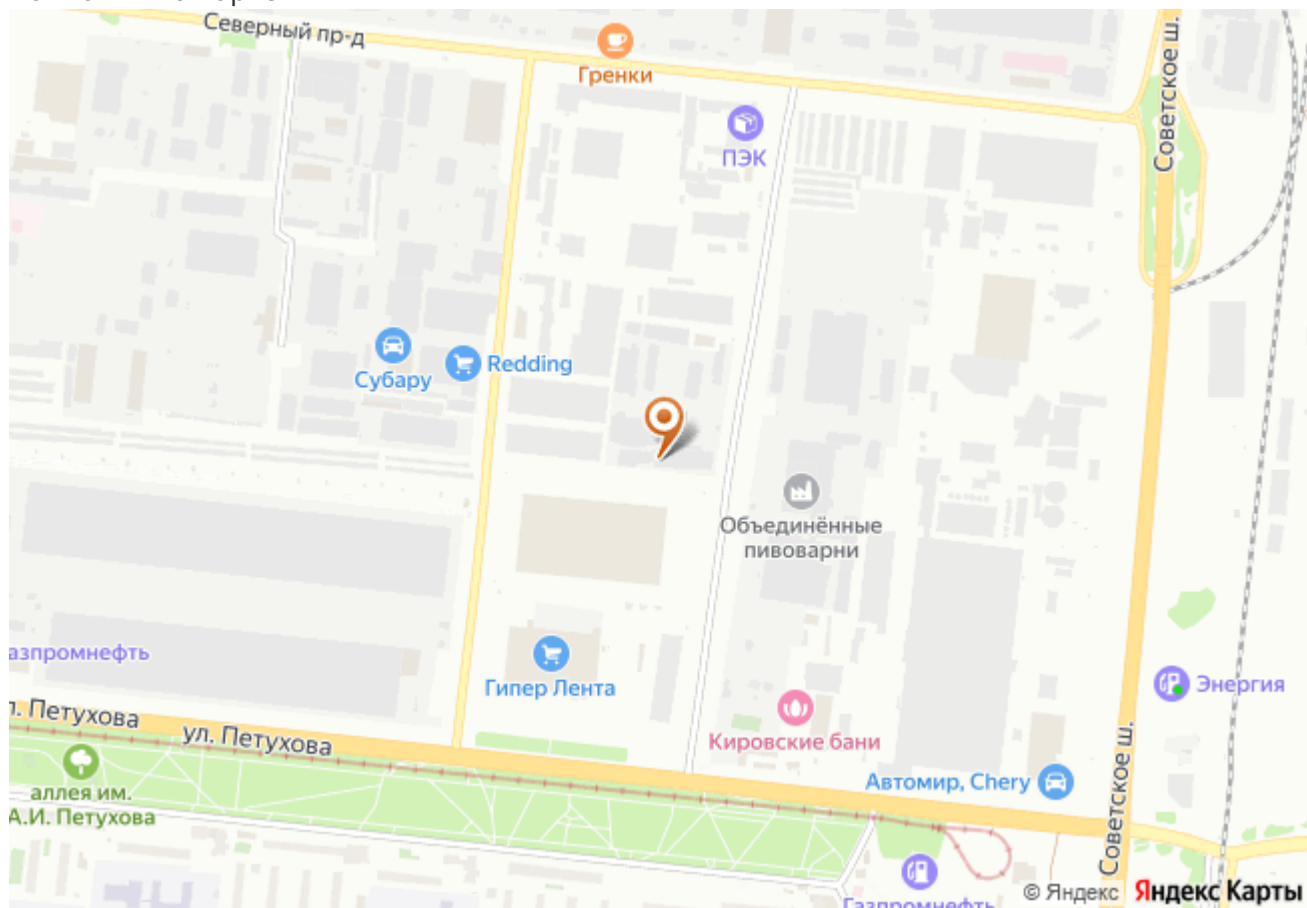 Северный пр-д
Гренки
Советское ш.
ПЭК
Субару
Redding
Объединённые
пивоварни
азпромнефть
Гипер Лента
Энергия
л. Петухова
ул. Петухова
Кировские бани
аллея им.
А.И. Петухова
Автомир, Chery
Советское ш.
Газпромнефть
© Яндекс Яндекс Карты